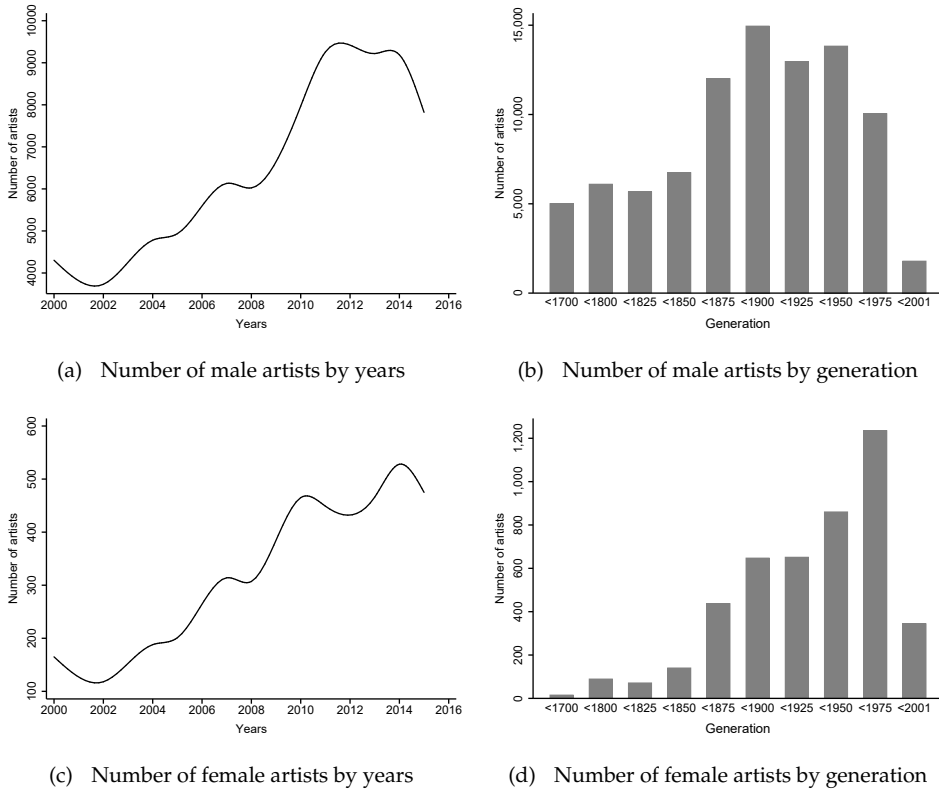 Number of artists
10000
9000
8000
7000
6000
5000
4000
2000 2002 2004 2006 2008 2010 2012 2014 2016
Years
(a) Number of male artists by years
Number of artists
15,000
10,000
5,000
0
<1700 <1800 <1825 <1850 <1875 <1900 <1925 <1950 <1975 <2001
Generation
(b) Number of male artists by generation
Number of artists
600
500
400
300
200
100
2000 2002 2004 2006 2008 2010 2012 2014 2016
Years
(c) Number of female artists by years
Number of artists
1,200
1,000
800
600
400
200
0
<1700 <1800 <1825 <1850 <1875 <1900 <1925 <1950 <1975 <2001
Generation
(d) Number of female artists by generation